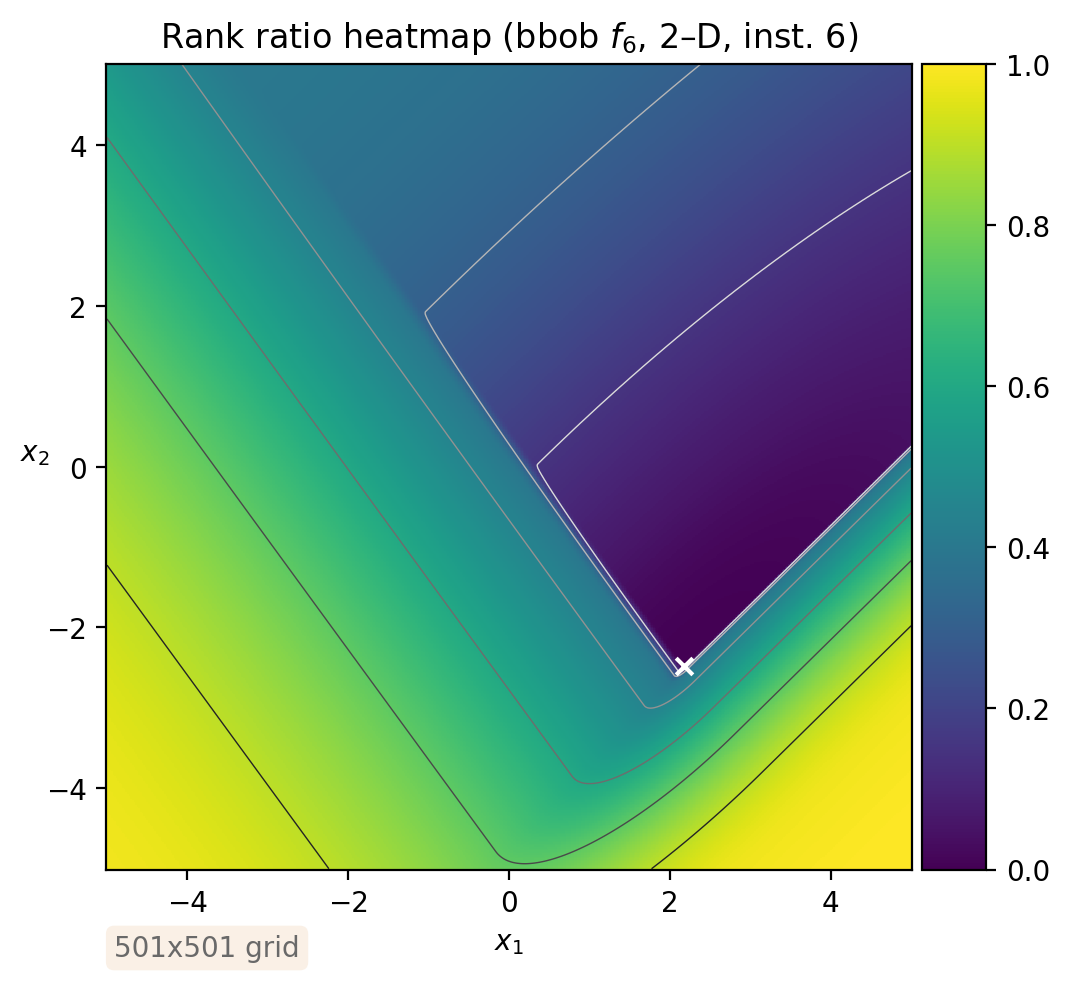 Rank ratio heatmap (bbob f₆, 2–D, inst. 6)
4
2
0
−2
−4
x₂
−4 −2 0 2 4
x₁
1.0
0.8
0.6
0.4
0.2
0.0
501x501 grid